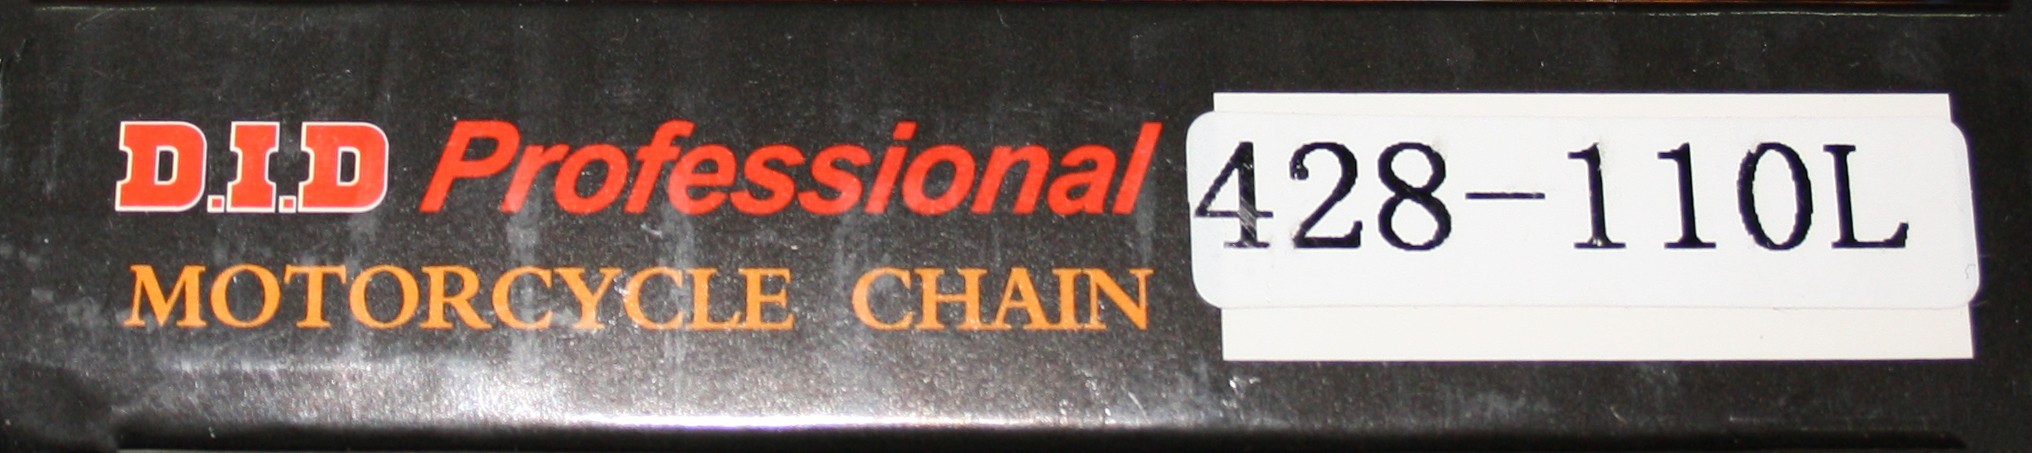 D.I.D Professional 428-110L
MOTORCYCLE CHAIN